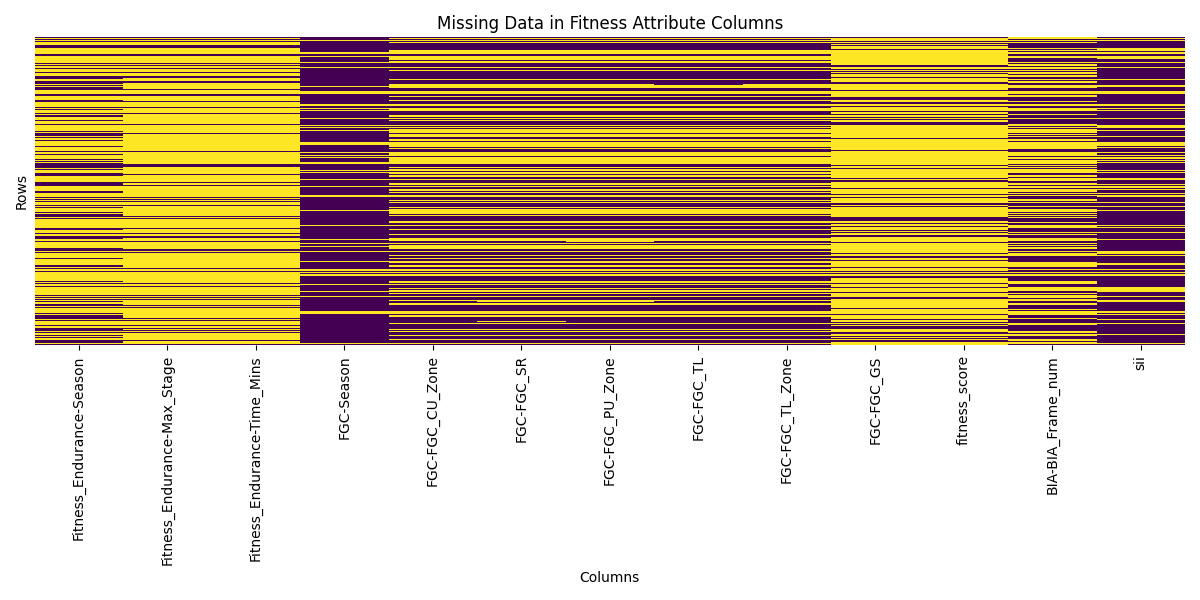 Missing Data in Fitness Attribute Columns
Rows
Fitness_Endurance-Season
Fitness_Endurance-Max_Stage
Fitness_Endurance-Time_Mins
FGC-Season
FGC-FGC_CU_Zone
FGC-FGC_SR
FGC-FGC_PU_Zone
FGC-FGC_TL
FGC-FGC_TL_Zone
FGC-FGC_GS
fitness_score
BIA-BIA_Frame_num
sii
Columns